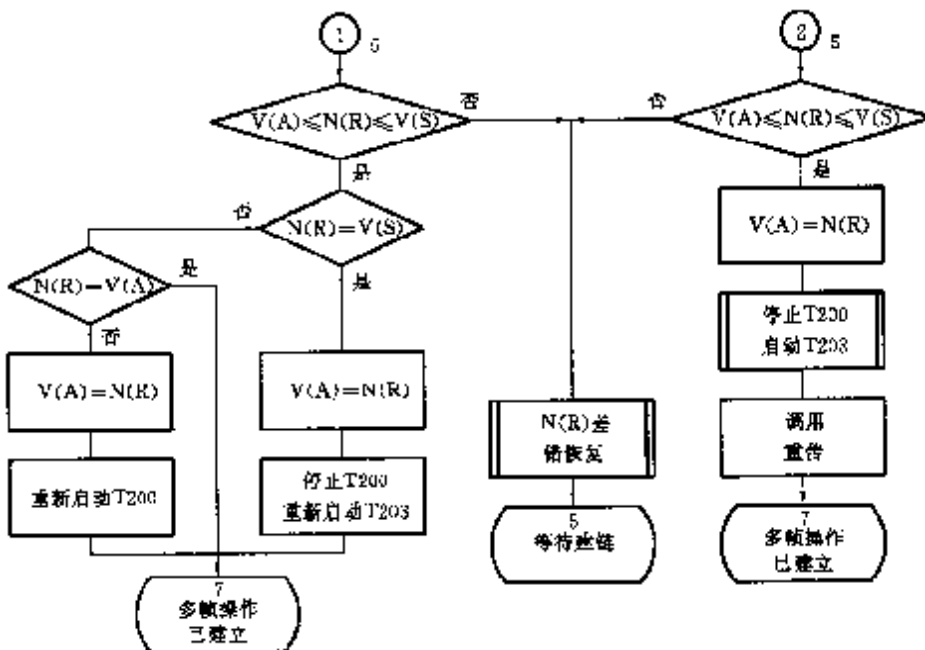 1 5
2 5
V(A)≤N(R)≤V(S)
否
否
V(A)≤N(R)≤V(S)
是
是
否
N(R)=V(S)
V(A)=N(R)
N(R)=V(A)
是
是
停止T200
启动T203
否
V(A)=N(R)
V(A)=N(R)
N(R)差
错恢复
调用
重传
重新启动T200
停止T200
重新启动T203
5
等待建链
7
多帧操作
已建立
7
多帧操作
已建立